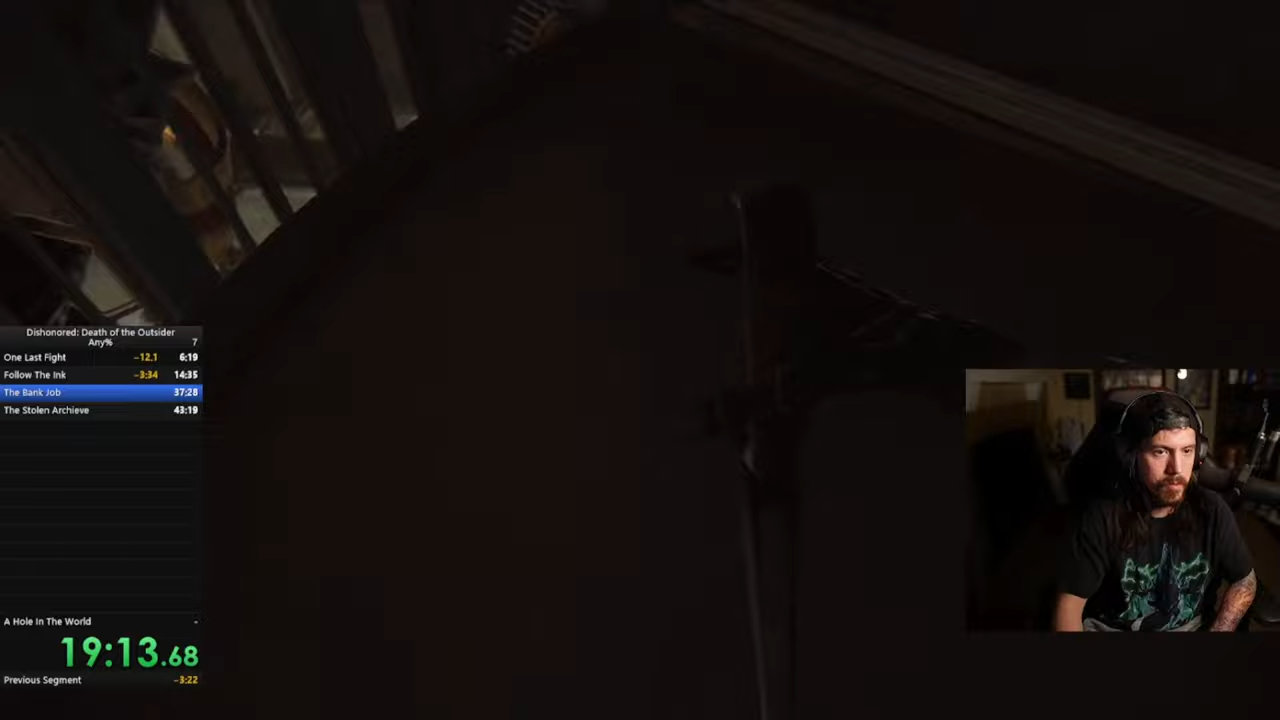 Dishonored: Death of the Outsider
Any% 7
One Last Fight −12.1 6:19
Follow The Ink −3:34 14:35
The Bank Job 37:28
The Stolen Archieve 43:19
A Hole In The World -
19:13.68
Previous Segment −3:22